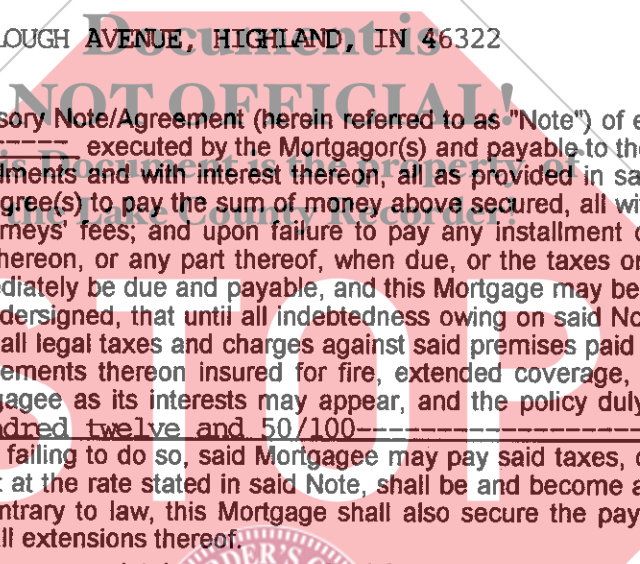 LOUGH AVENUE, HIGHLAND, IN 46322
Document is
NOT OFFICIAL!
sory Note/Agreement (herein referred to as "Note") of e
------- executed by the Mortgagor(s) and payable to the
is Document is the property of
llments and with interest thereon, all as provided in sa
gree(s) to pay the sum of money above secured, all wi
the Lake County Recorder!
rneys' fees; and upon failure to pay any installment o
hereon, or any part thereof, when due, or the taxes or
ediately be due and payable, and this Mortgage may be
dersigned, that until all indebtedness owing on said No
all legal taxes and charges against said premises paid
ements thereon insured for fire, extended coverage,
gagee as its interests may appear, and the policy duly
STOP
ndred twelve and 50/100--------------------
failing to do so, said Mortgagee may pay said taxes, o
t at the rate stated in said Note, shall be and become a
ntrary to law, this Mortgage shall also secure the pay
ll extensions thereof.
DER'S